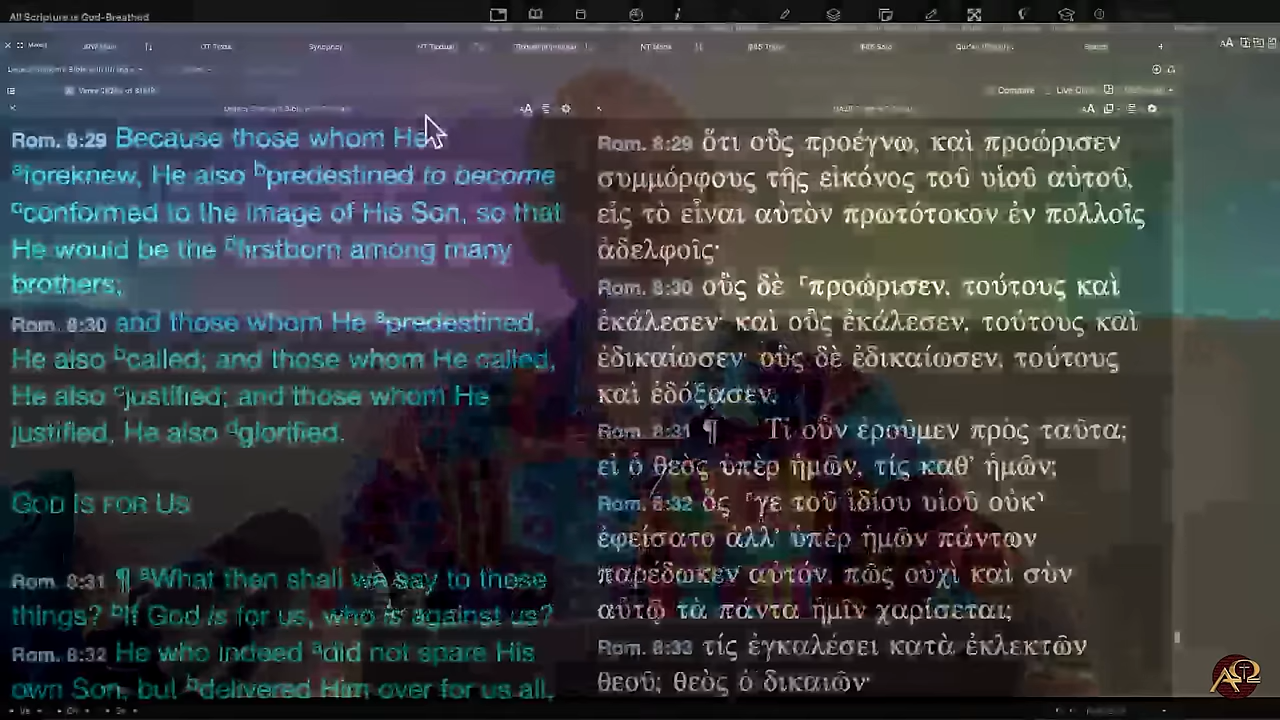 All Scripture is God-Breathed
Compare
Rom. 8:29 Because those whom He
ᵃforeknew, He also ᵇpredestined to become
ᶜconformed to the image of His Son, so that
He would be the ᵈfirstborn among many
brothers;
Rom. 8:30 and those whom He ᵃpredestined,
He also ᵇcalled; and those whom He called,
He also ᶜjustified; and those whom He
justified, He also ᵈglorified.
GOD IS FOR US
Rom. 8:31 ¶ ᵃWhat then shall we say to these
things? ᵇIf God is for us, who is against us?
Rom. 8:32 He who indeed ᵃdid not spare His
own Son, but ᵇdelivered Him over for us all,
Rom. 8:29 ὅτι οὓς προέγνω, καὶ προώρισεν
συμμόρφους τῆς εἰκόνος τοῦ υἱοῦ αὐτοῦ,
εἰς τὸ εἶναι αὐτὸν πρωτότοκον ἐν πολλοῖς
ἀδελφοῖς·
Rom. 8:30 οὓς δὲ ⸀προώρισεν, τούτους καὶ
ἐκάλεσεν· καὶ οὓς ἐκάλεσεν, τούτους καὶ
ἐδικαίωσεν· οὓς δὲ ἐδικαίωσεν, τούτους
καὶ ἐδόξασεν.
Rom. 8:31 ¶ Τί οὖν ἐροῦμεν πρὸς ταῦτα;
εἰ ὁ θεὸς ὑπὲρ ἡμῶν, τίς καθ’ ἡμῶν;
Rom. 8:32 ὅς ⸂γε τοῦ ἰδίου υἱοῦ οὐκ⸃
ἐφείσατο ἀλλ’ ὑπὲρ ἡμῶν πάντων
παρέδωκεν αὐτόν, πῶς οὐχὶ καὶ σὺν
αὐτῷ τὰ πάντα ἡμῖν χαρίσεται;
Rom. 8:33 τίς ἐγκαλέσει κατὰ ἐκλεκτῶν
θεοῦ; θεὸς ὁ δικαιῶν·
ΑΩ